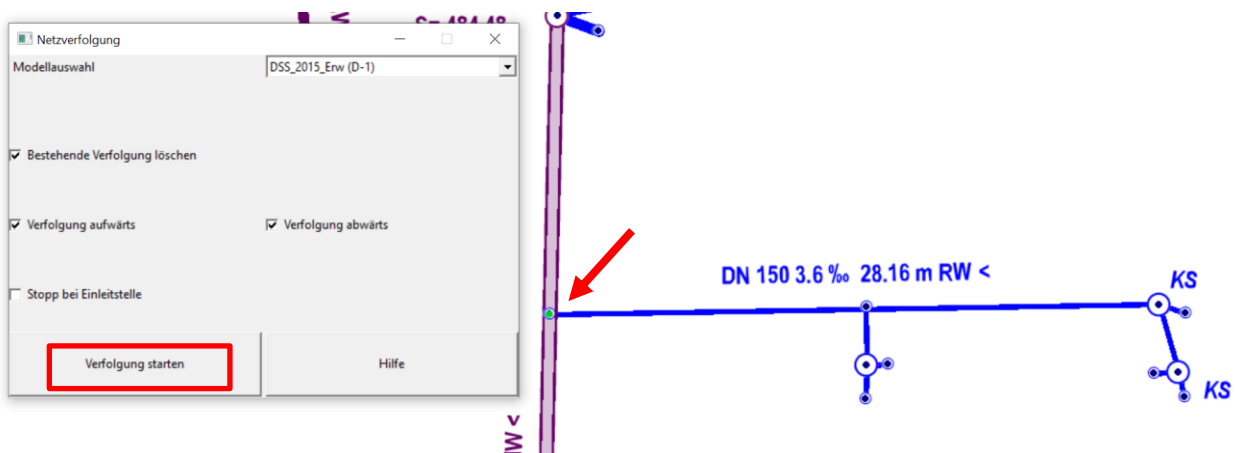 Netzverfolgung
Modellauswahl
DSS_2015_Erw (D-1)
Bestehende Verfolgung löschen
Verfolgung aufwärts
Verfolgung abwärts
Stopp bei Einleitstelle
Verfolgung starten
Hilfe
DN 150 3.6 ‰ 28.16 m RW <
KS
KS